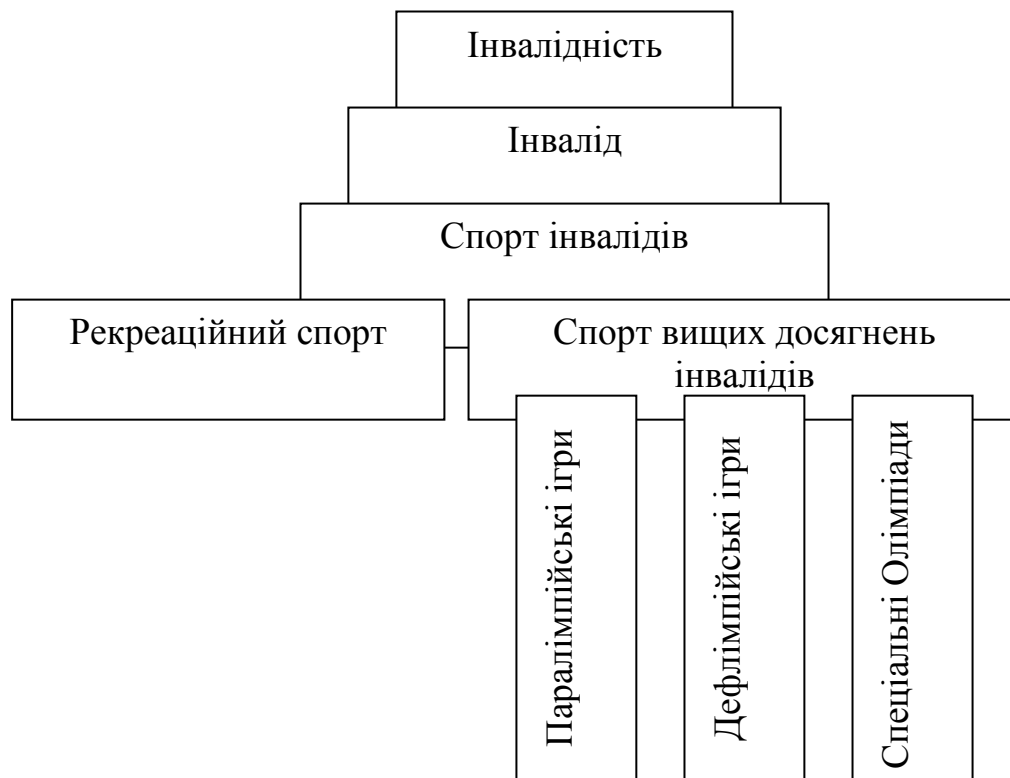 Інвалідність
Інвалід
Спорт інвалідів
Рекреаційний спорт
Спорт вищих досягнень
інвалідів
Паралімпійські ігри
Дефлімпійські ігри
Спеціальні Олімпіади